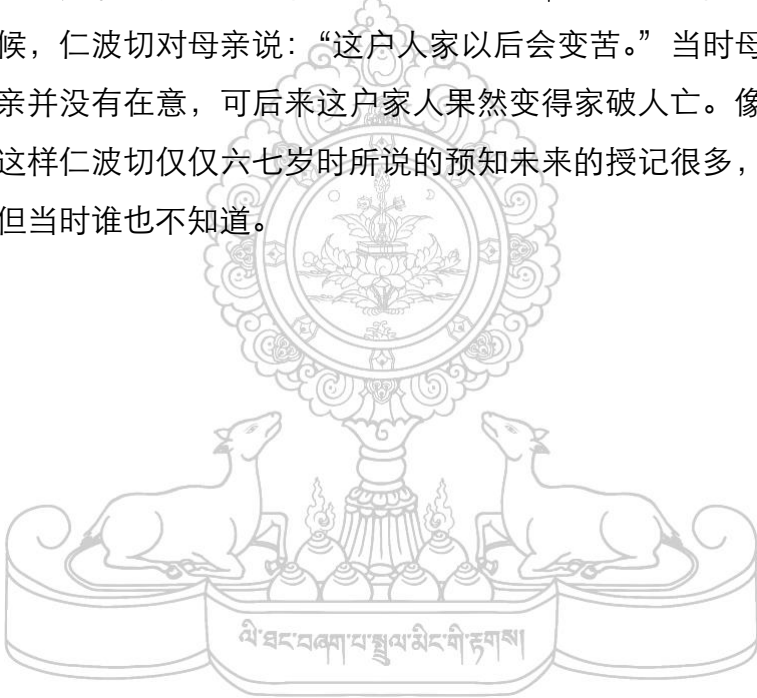 候，仁波切对母亲说：“这户人家以后会变苦。”当时母
亲并没有在意，可后来这户家人果然变得家破人亡。像
这样仁波切仅仅六七岁时所说的预知未来的授记很多，
但当时谁也不知道。
ལི་ཐང་བཞག་པ་སྤྲུལ་མིང་གི་རྟགས།